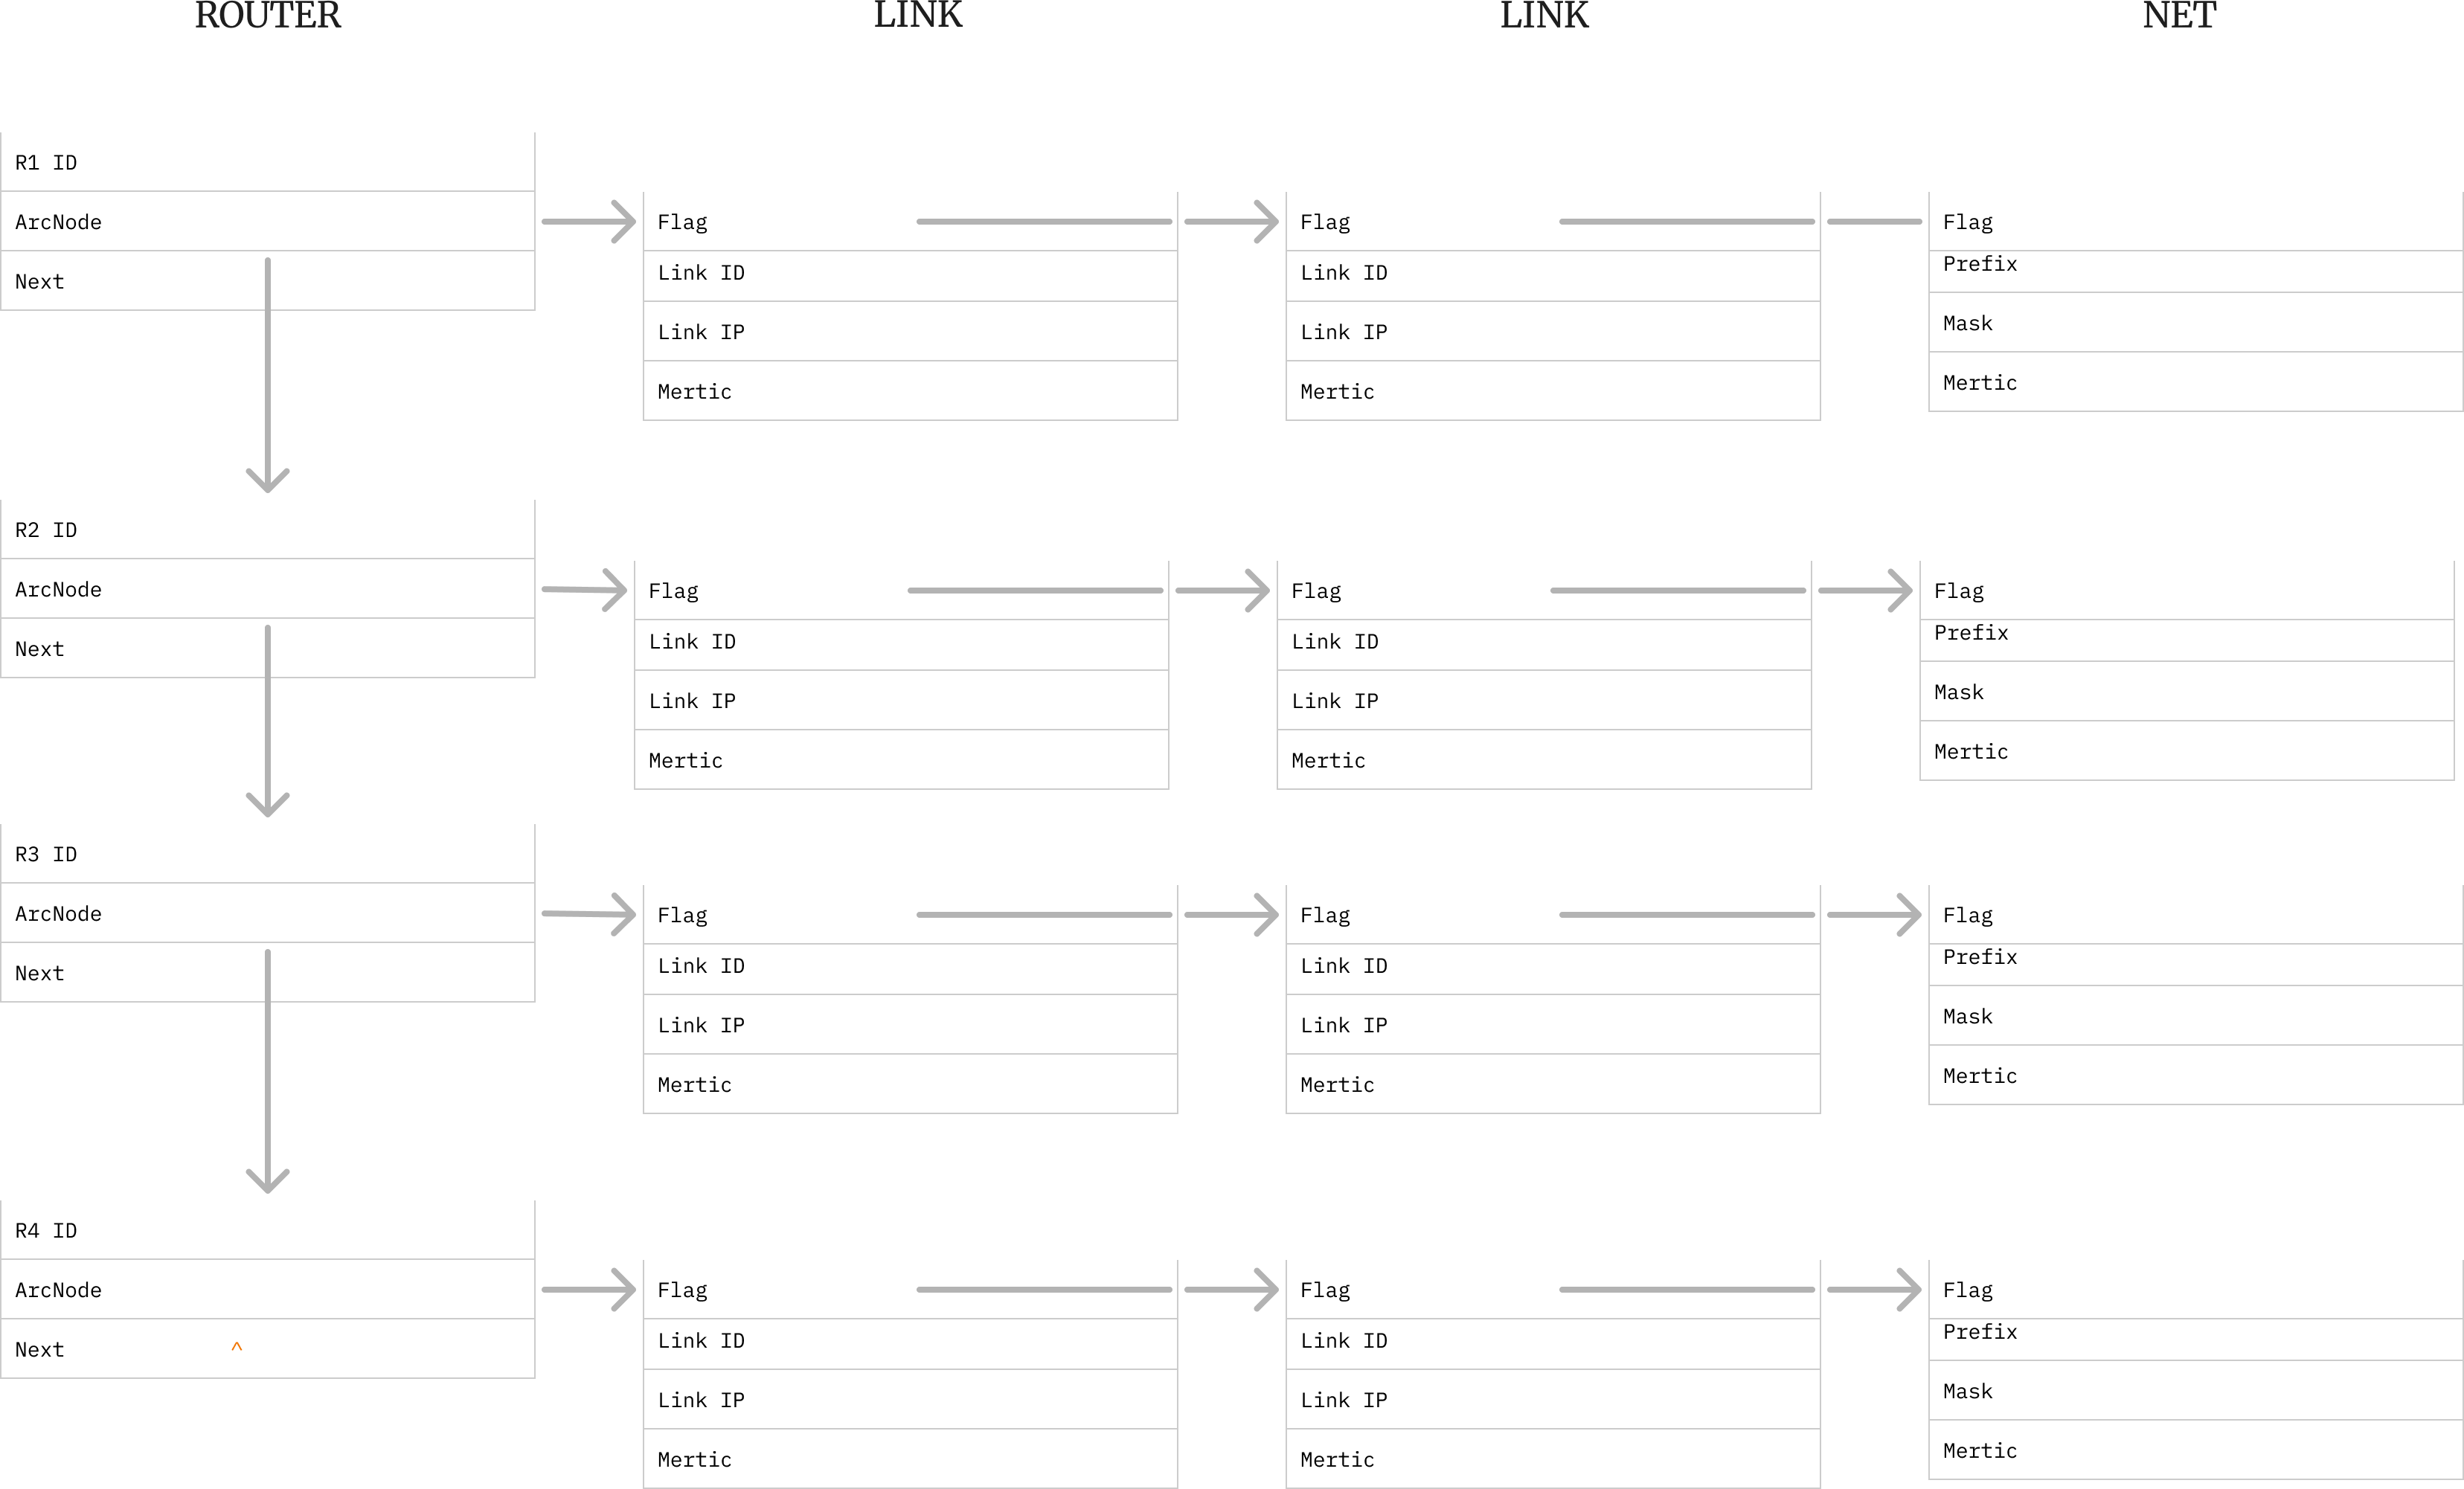 ROUTER
LINK
LINK
NET
R1 ID
ArcNode
Next
Flag
Link ID
Link IP
Mertic
Flag
Link ID
Link IP
Mertic
Flag
Prefix
Mask
Mertic
R2 ID
ArcNode
Next
Flag
Link ID
Link IP
Mertic
Flag
Link ID
Link IP
Mertic
Flag
Prefix
Mask
Mertic
R3 ID
ArcNode
Next
Flag
Link ID
Link IP
Mertic
Flag
Link ID
Link IP
Mertic
Flag
Prefix
Mask
Mertic
R4 ID
ArcNode
Next ^
Flag
Link ID
Link IP
Mertic
Flag
Link ID
Link IP
Mertic
Flag
Prefix
Mask
Mertic